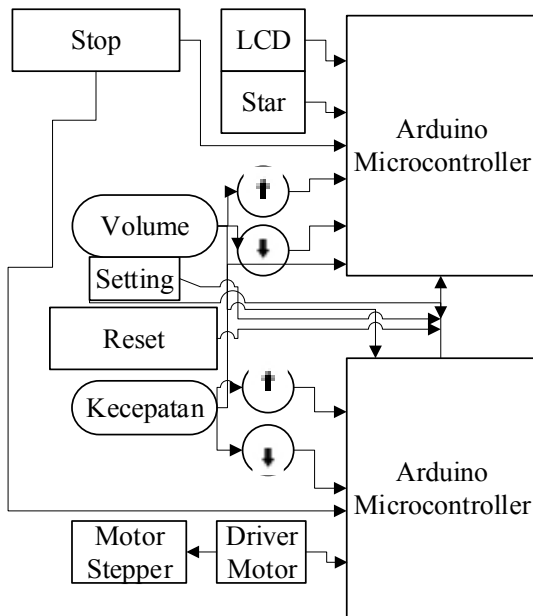 Stop
LCD
Star
Arduino
Microcontroller
Volume
Setting
Reset
Kecepatan
Arduino
Microcontroller
Motor
Stepper
Driver
Motor